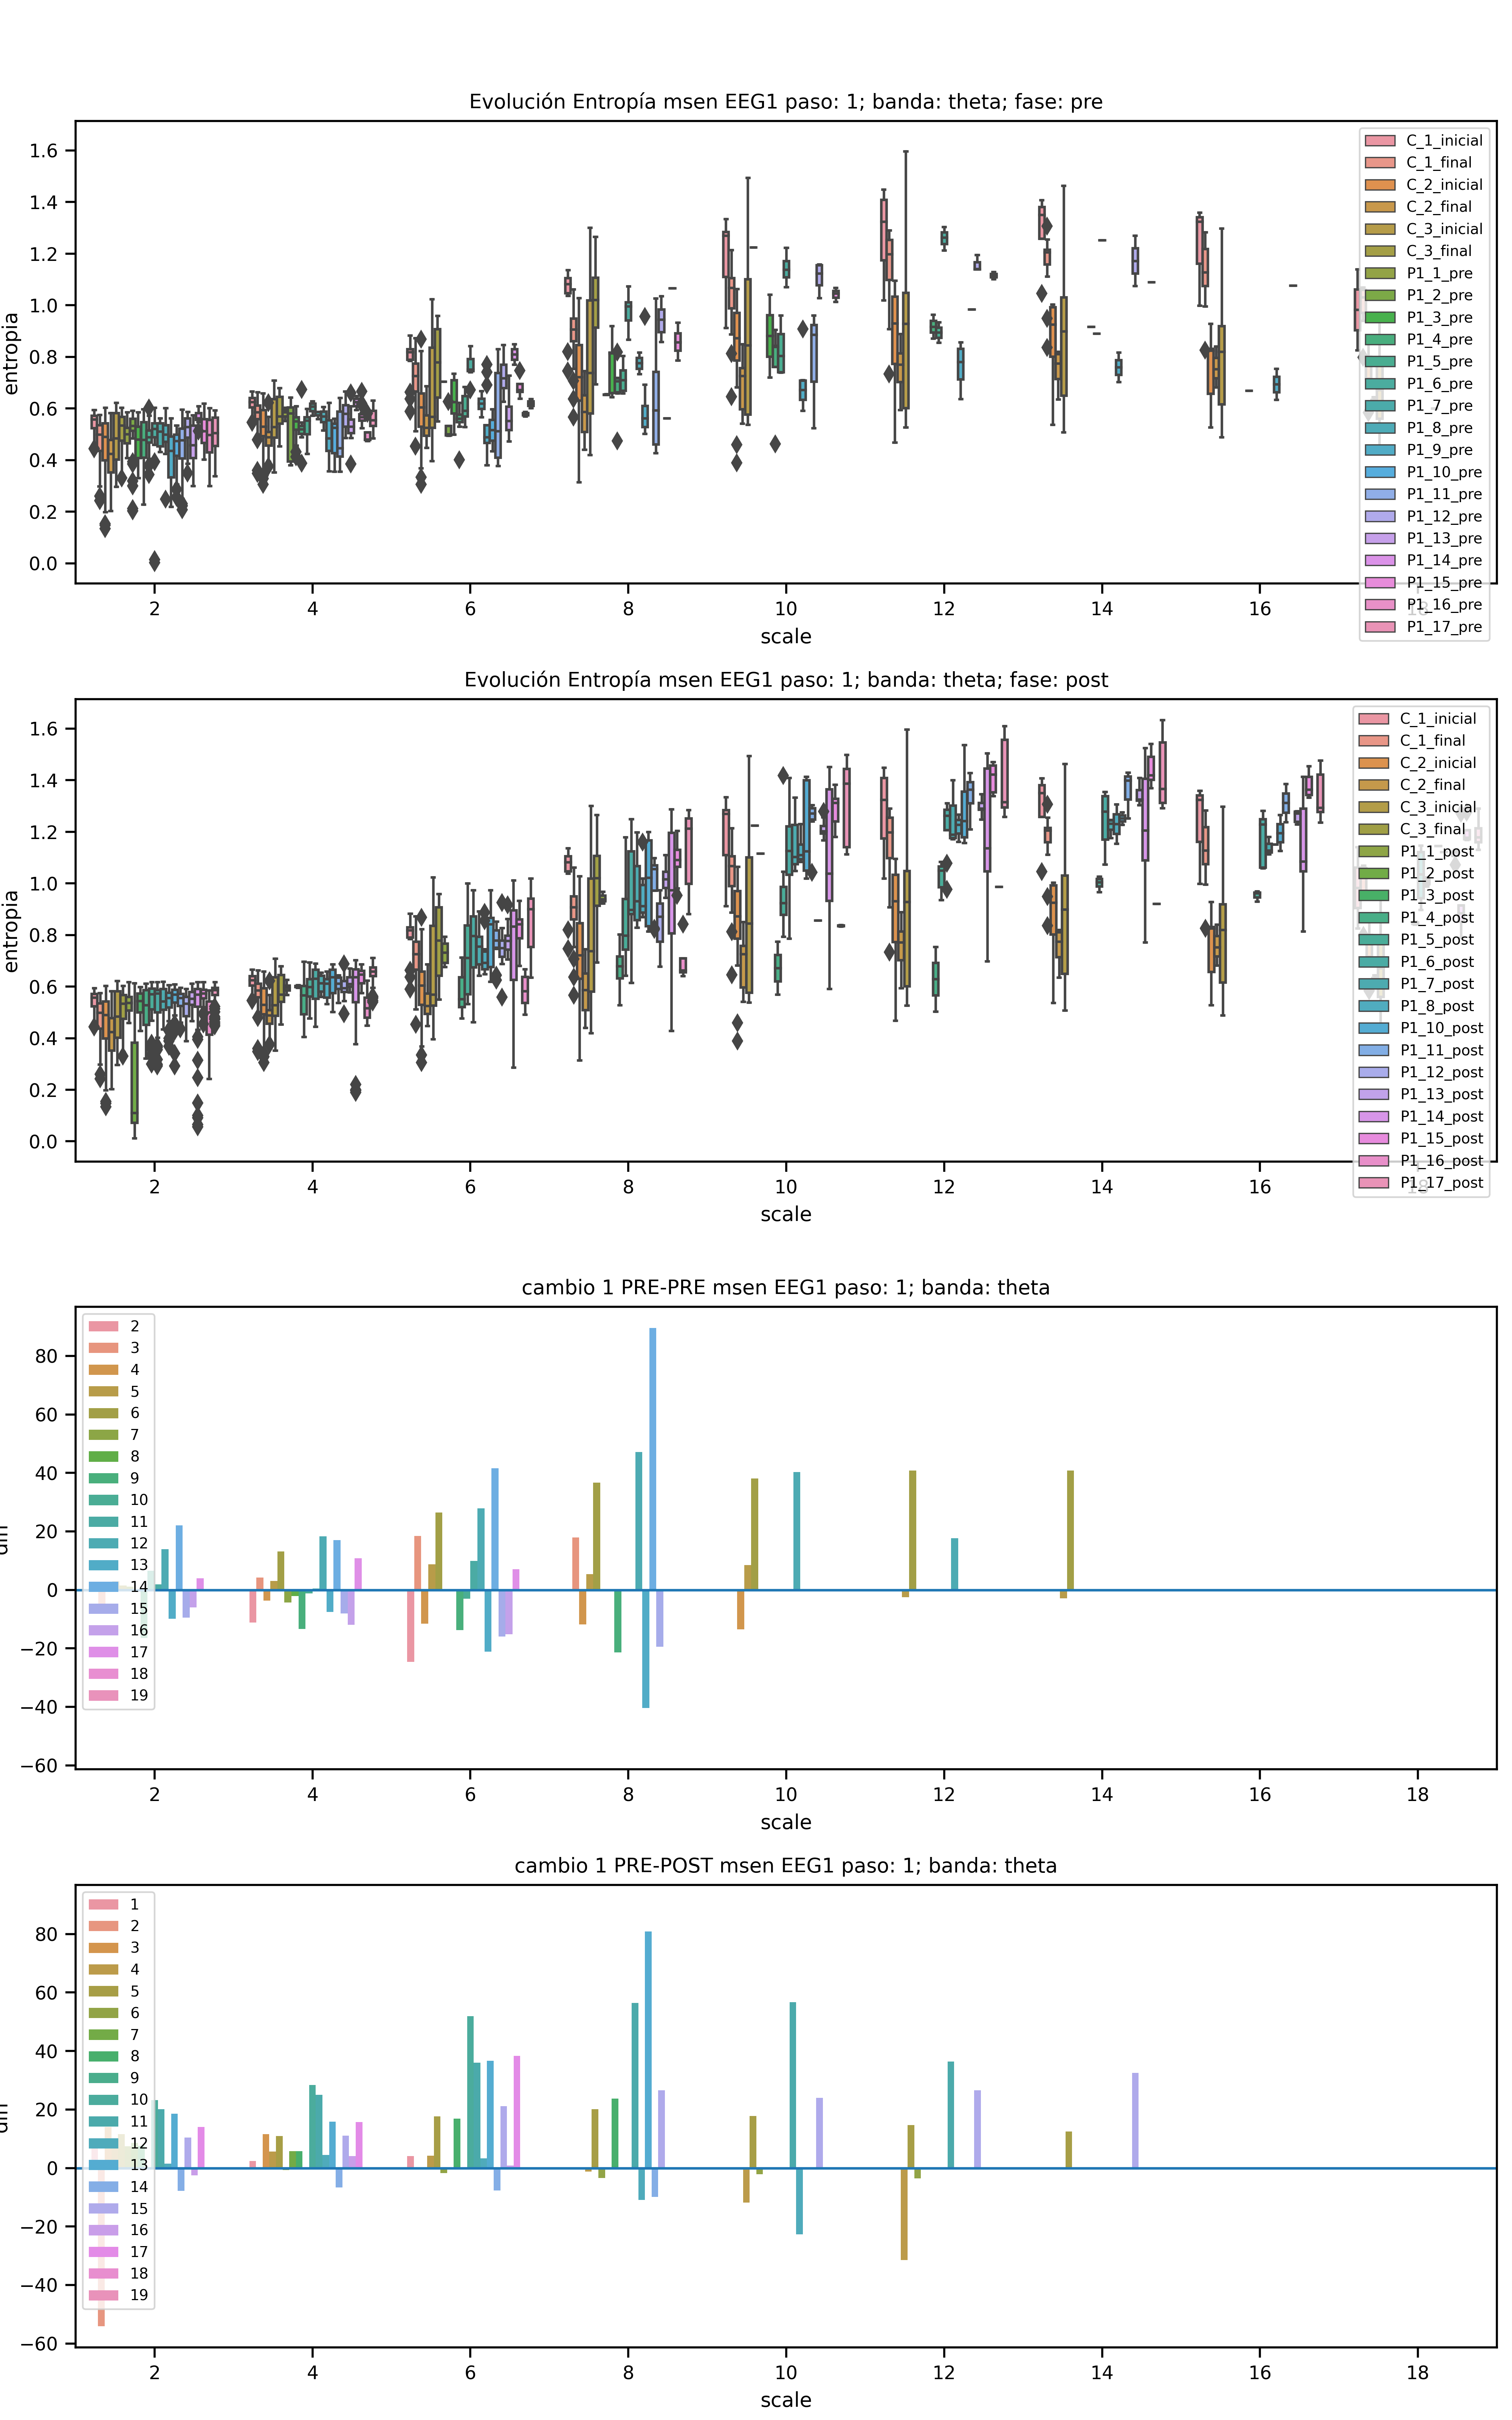 Evolución Entropía msen EEG1 paso: 1; banda: theta; fase: pre
entropia
1.6
1.4
1.2
1.0
0.8
0.6
0.4
0.2
0.0
C_1_inicial
C_1_final
C_2_inicial
C_2_final
C_3_inicial
C_3_final
P1_1_pre
P1_2_pre
P1_3_pre
P1_4_pre
P1_5_pre
P1_6_pre
P1_7_pre
P1_8_pre
P1_9_pre
P1_10_pre
P1_11_pre
P1_12_pre
P1_13_pre
P1_14_pre
P1_15_pre
P1_16_pre
P1_17_pre
2 4 6 8 10 12 14 16 18
scale
Evolución Entropía msen EEG1 paso: 1; banda: theta; fase: post
entropia
1.6
1.4
1.2
1.0
0.8
0.6
0.4
0.2
0.0
C_1_inicial
C_1_final
C_2_inicial
C_2_final
C_3_inicial
C_3_final
P1_1_post
P1_2_post
P1_3_post
P1_4_post
P1_5_post
P1_6_post
P1_7_post
P1_8_post
P1_10_post
P1_11_post
P1_12_post
P1_13_post
P1_14_post
P1_15_post
P1_16_post
P1_17_post
2 4 6 8 10 12 14 16 18
scale
cambio 1 PRE-PRE msen EEG1 paso: 1; banda: theta
80
60
40
20
0
−20
−40
−60
2
3
4
5
6
7
8
9
10
11
12
13
14
15
16
17
18
19
2 4 6 8 10 12 14 16 18
scale
cambio 1 PRE-POST msen EEG1 paso: 1; banda: theta
80
60
40
20
0
−20
−40
−60
1
2
3
4
5
6
7
8
9
10
11
12
13
14
15
16
17
18
19
2 4 6 8 10 12 14 16 18
scale